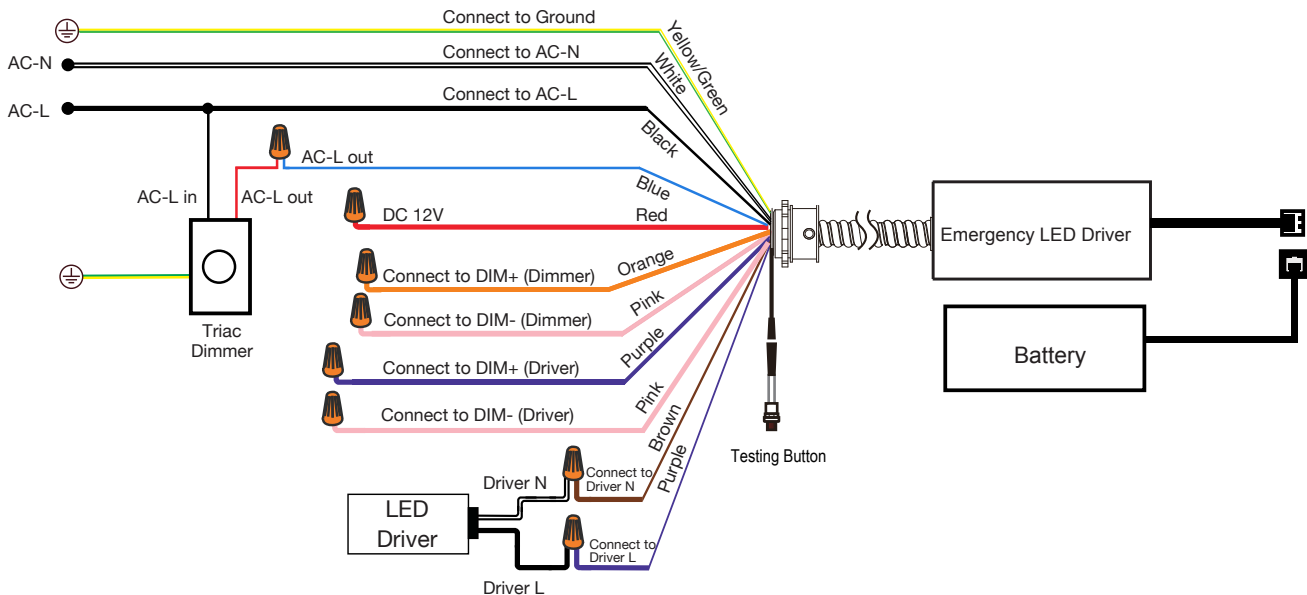 Connect to Ground
Yellow/Green
AC-N
Connect to AC-N
White
AC-L
Connect to AC-L
Black
AC-L out
Blue
AC-L in
AC-L out
DC 12V
Red
Emergency LED Driver
Connect to DIM+ (Dimmer)
Orange
Connect to DIM- (Dimmer)
Pink
Triac
Dimmer
Battery
Connect to DIM+ (Driver)
Purple
Connect to DIM- (Driver)
Pink
Brown
Purple
Testing Button
Driver N
Connect to
Driver N
LED
Driver
Connect to
Driver L
Driver L